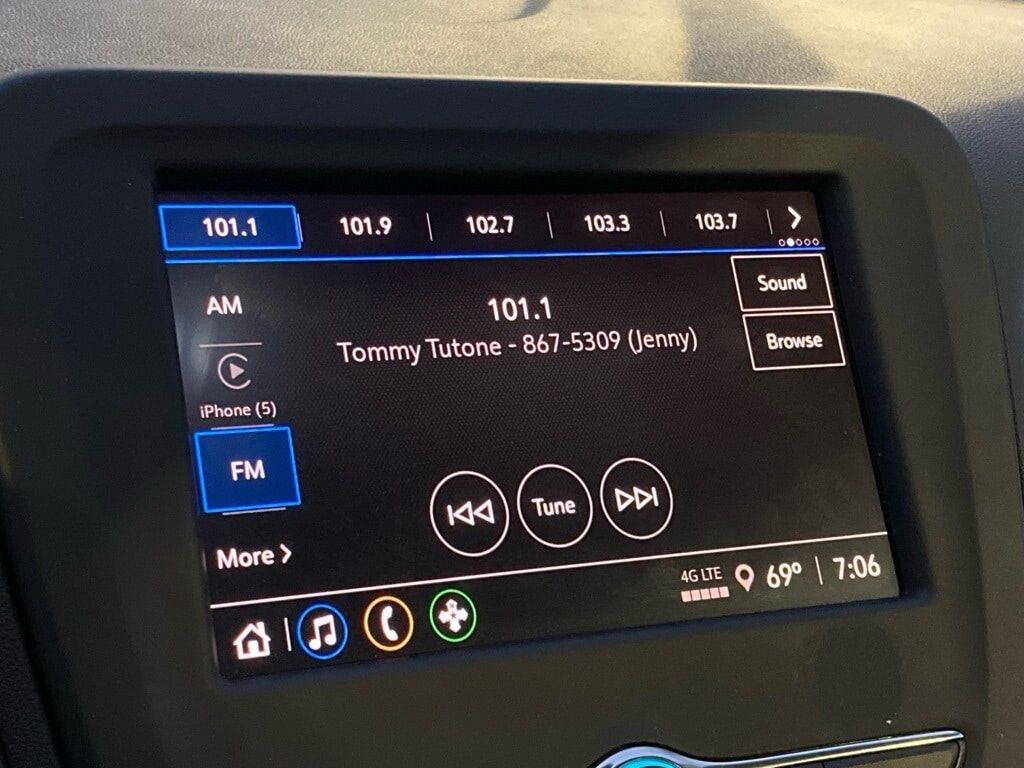 101.1 | 101.9 | 102.7 | 103.3 | 103.7
AM
101.1
Tommy Tutone - 867-5309 (Jenny)
Sound
Browse
iPhone (5)
FM
Tune
More
4G LTE 69° | 7:06